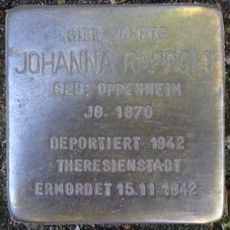 HIER WOHNTE
JOHANNA RAPPOLT
GEB. OPPENHEIM
JG. 1870
DEPORTIERT 1942
THERESIENSTADT
ERMORDET 15.11.1942